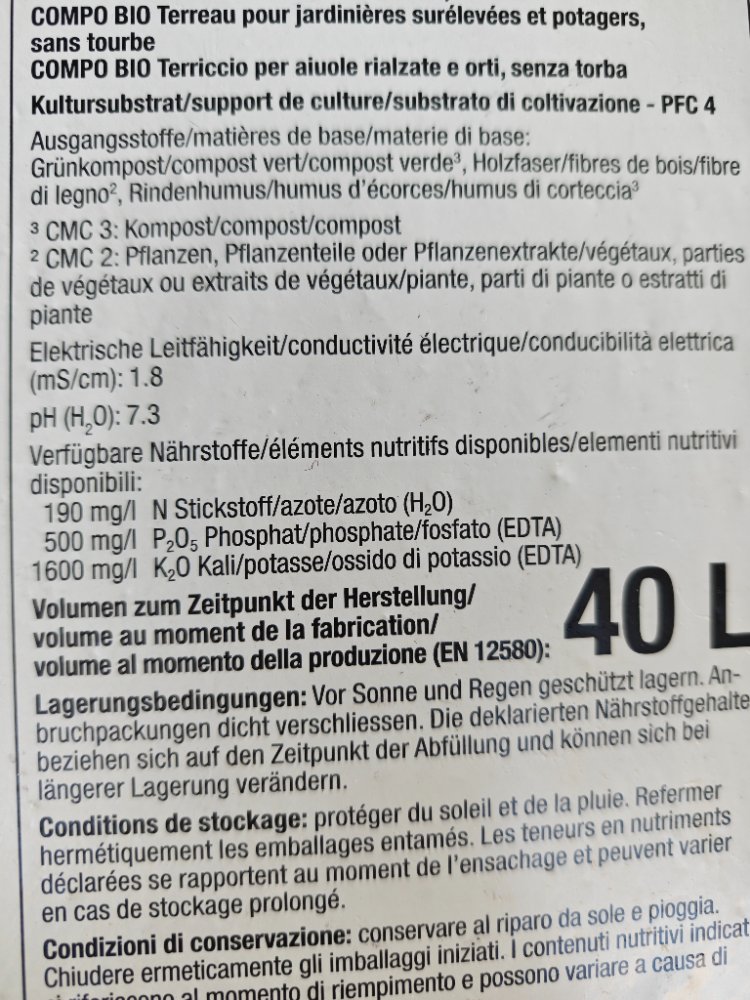 COMPO BIO Terreau pour jardinières surélevées et potagers,
sans tourbe
COMPO BIO Terriccio per aiuole rialzate e orti, senza torba
Kultursubstrat/support de culture/substrato di coltivazione - PFC 4
Ausgangsstoffe/matières de base/materie di base:
Grünkompost/compost vert/compost verde³, Holzfaser/fibres de bois/fibre
di legno², Rindenhumus/humus d'écorces/humus di corteccia³
³ CMC 3: Kompost/compost/compost
² CMC 2: Pflanzen, Pflanzenteile oder Pflanzenextrakte/végétaux, parties
de végétaux ou extraits de végétaux/piante, parti di piante o estratti di
piante
Elektrische Leitfähigkeit/conductivité électrique/conducibilità elettrica
(mS/cm): 1.8
pH (H₂O): 7.3
Verfügbare Nährstoffe/éléments nutritifs disponibles/elementi nutritivi
disponibili:
190 mg/l N Stickstoff/azote/azoto (H₂O)
500 mg/l P₂O₅ Phosphat/phosphate/fosfato (EDTA)
1600 mg/l K₂O Kali/potasse/ossido di potassio (EDTA)
Volumen zum Zeitpunkt der Herstellung/
volume au moment de la fabrication/
volume al momento della produzione (EN 12580):
40 L
Lagerungsbedingungen: Vor Sonne und Regen geschützt lagern. An-
bruchpackungen dicht verschliessen. Die deklarierten Nährstoffgehalte
beziehen sich auf den Zeitpunkt der Abfüllung und können sich bei
längerer Lagerung verändern.
Conditions de stockage: protéger du soleil et de la pluie. Refermer
hermétiquement les emballages entamés. Les teneurs en nutriments
déclarées se rapportent au moment de l'ensachage et peuvent varier
en cas de stockage prolongé.
Condizioni di conservazione: conservare al riparo da sole e pioggia.
Chiudere ermeticamente gli imballaggi iniziati. I contenuti nutritivi indicat
si riferiscono al momento di riempimento e possono variare a causa di